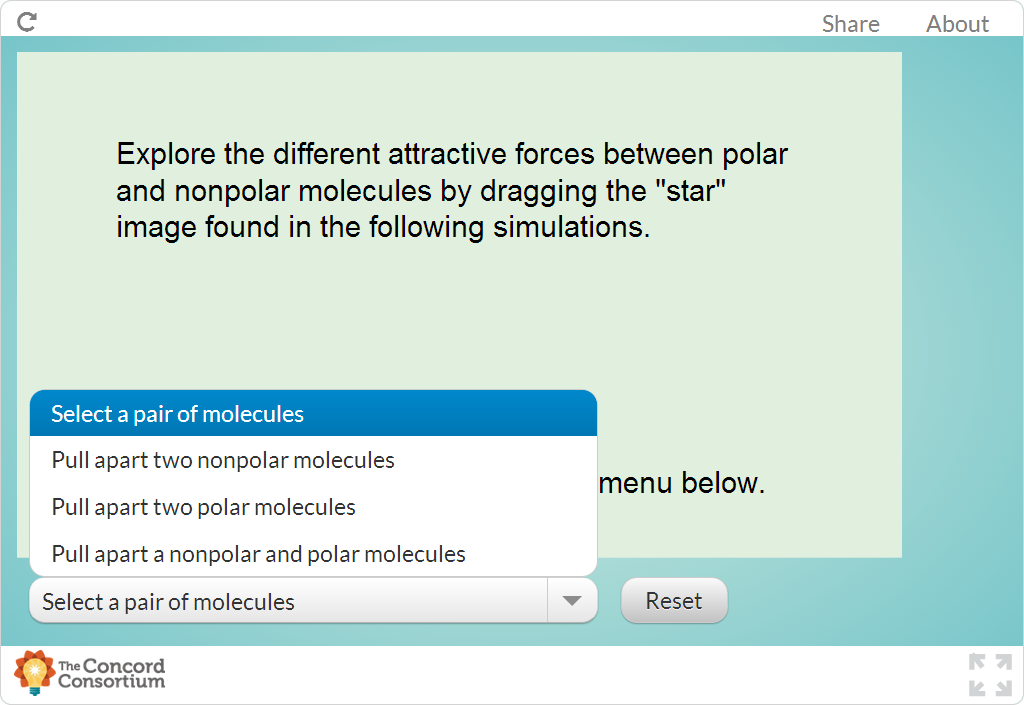 Share About
Explore the different attractive forces between polar
and nonpolar molecules by dragging the "star"
image found in the following simulations.
Select a pair of molecules
Pull apart two nonpolar molecules
menu below.
Pull apart two polar molecules
Pull apart a nonpolar and polar molecules
Select a pair of molecules
Reset
The Concord
Consortium